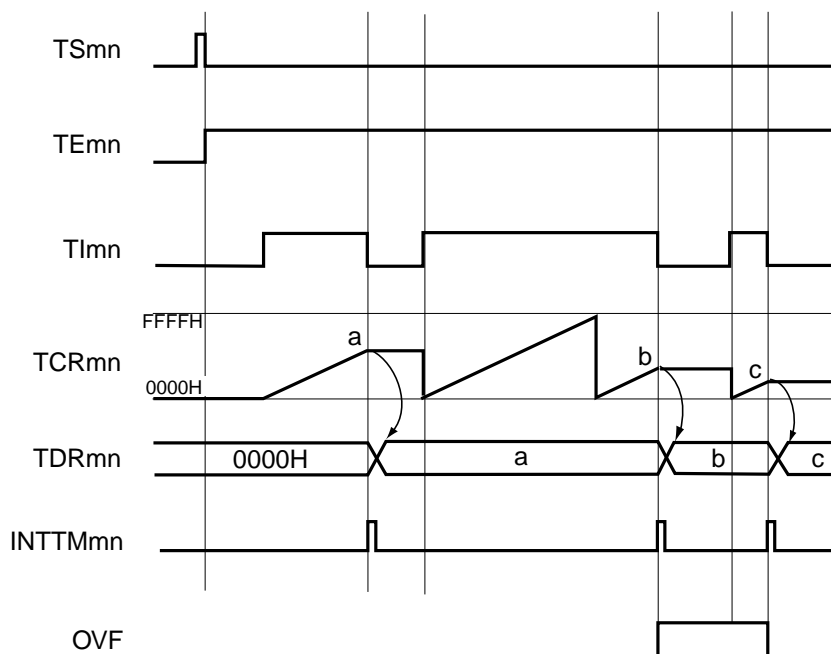 TSmn
TEmn
TImn
FFFFH
a
b
c
TCRmn
0000H
TDRmn
0000H
a
b
c
INTTMmn
OVF